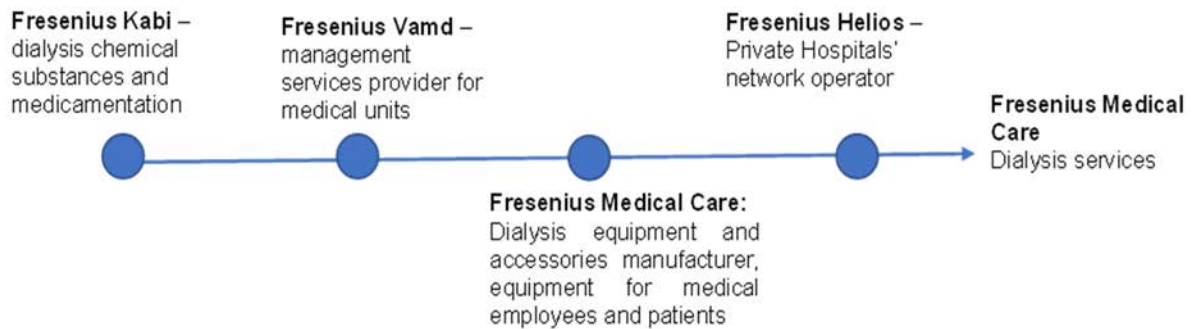 Fresenius Kabi –
dialysis chemical
substances and
medicamentation
Fresenius Vamd –
management
services provider for
medical units
Fresenius Medical Care:
Dialysis equipment and
accessories manufacturer,
equipment for medical
employees and patients
Fresenius Helios –
Private Hospitals'
network operator
Fresenius Medical
Care
Dialysis services